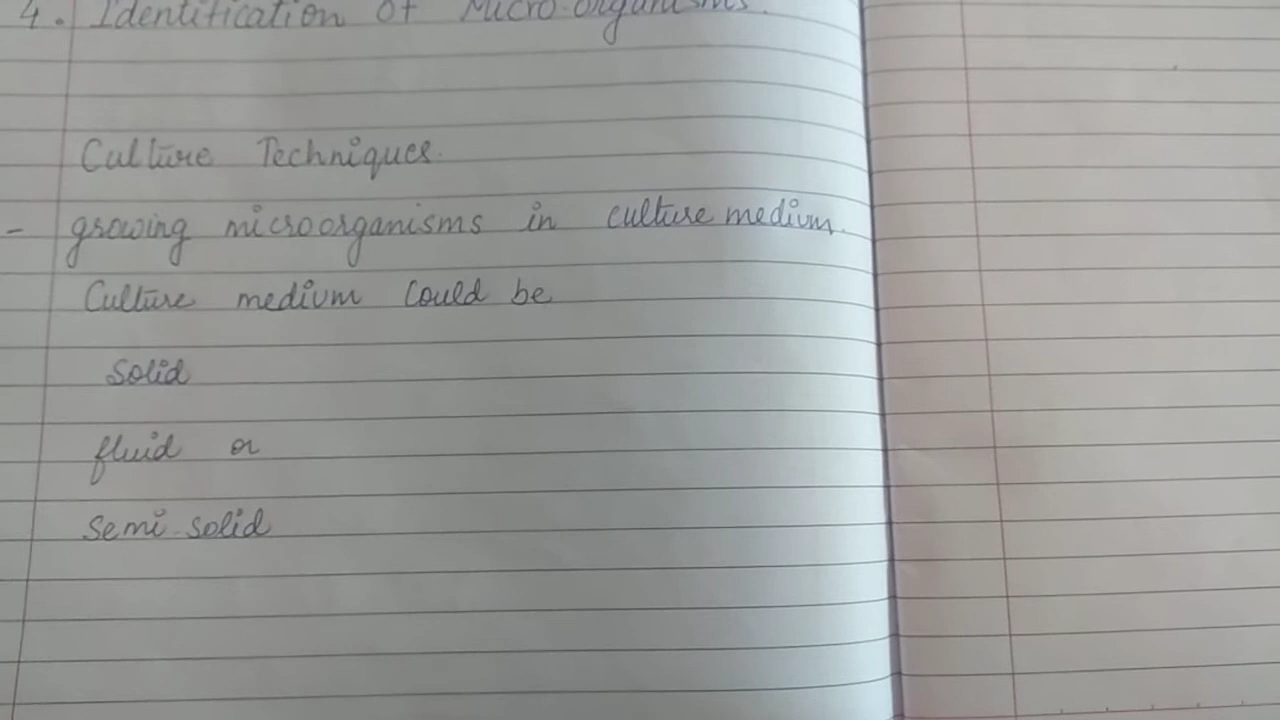 4. Identification of Micro-organisms.
Culture Techniques.
- growing microorganisms in culture medium.
Culture medium could be
Solid
fluid or
Semi-solid